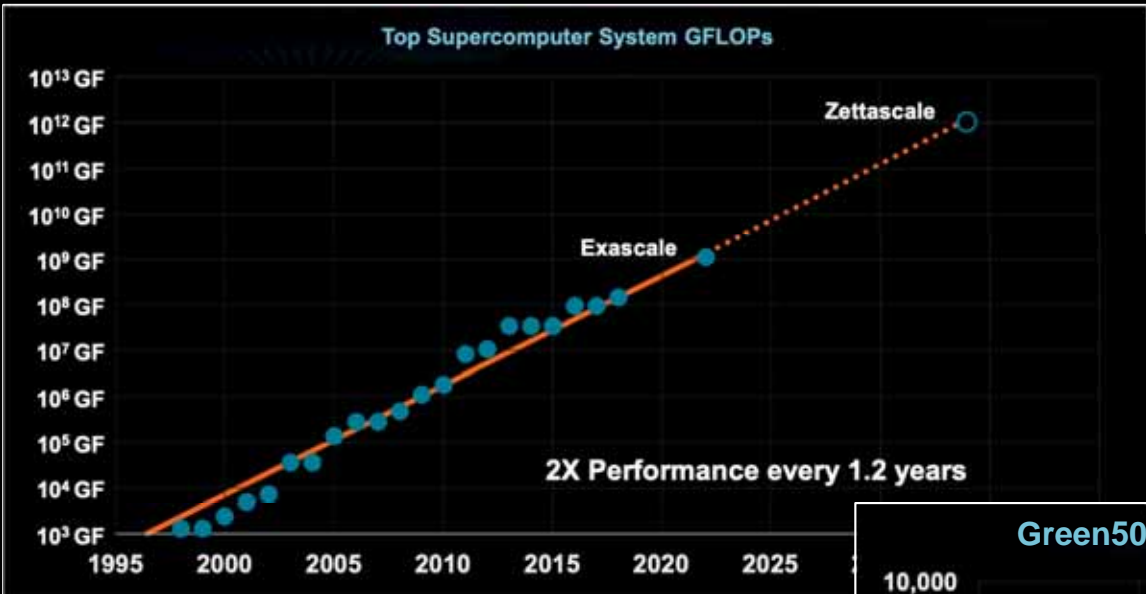 Top Supercomputer System GFLOPs
10¹³ GF
10¹² GF
10¹¹ GF
10¹⁰ GF
10⁹ GF
10⁸ GF
10⁷ GF
10⁶ GF
10⁵ GF
10⁴ GF
10³ GF
Zettascale
Exascale
2X Performance every 1.2 years
1995 2000 2005 2010 2015 2020 2025
Green50
10,000